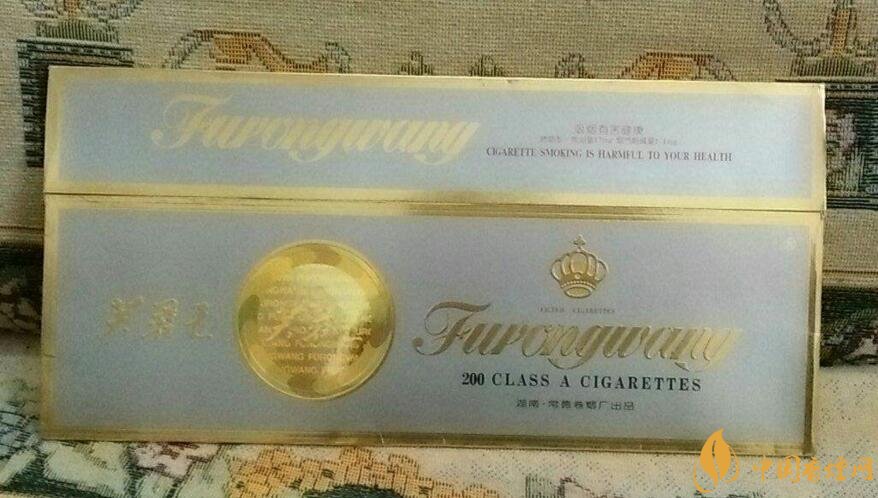 Furongwang
吸烟有害健康
CIGARETTE SMOKING IS HARMFUL TO YOUR HEALTH
芙蓉王
FILTER CIGARETTES
Furongwang
200 CLASS A CIGARETTES
湖南·常德卷烟厂出品